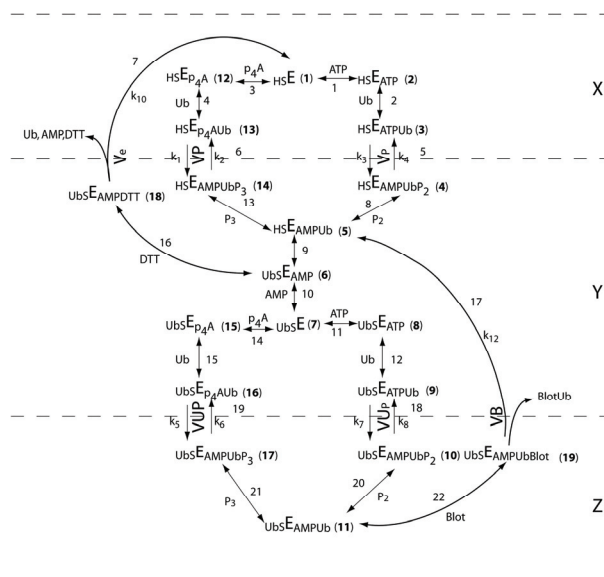 7
p4A
ATP
HSEp4A (12)
3
HSE (1)
1
HSEATP (2)
X
k10
Ub
4
Ub
2
HSEp4AUb (13)
HSEATPUb (3)
Ub, AMP,DTT
Ve
k1
VP
k2
6
k3
VP
k4
5
UbSEAMPDTT (18)
HSEAMPUbP3 (14)
HSEAMPUbP2 (4)
13
P3
8
P2
HSEAMPUb (5)
16
DTT
9
UbSEAMP (6)
AMP
10
Y
17
k12
UbSEp4A (15)
p4A
14
UbSE (7)
ATP
11
UbSEATP (8)
Ub
15
Ub
12
UbSEp4AUb (16)
UbSEATPUb (9)
BlotUb
k5
VUP
k6
19
k7
VUP
k8
18
VB
UbSEAMPUbP3 (17)
UbSEAMPUbP2 (10)
UbSEAMPUbBlot (19)
21
P3
20
P2
22
Blot
Z
UbSEAMPUb (11)